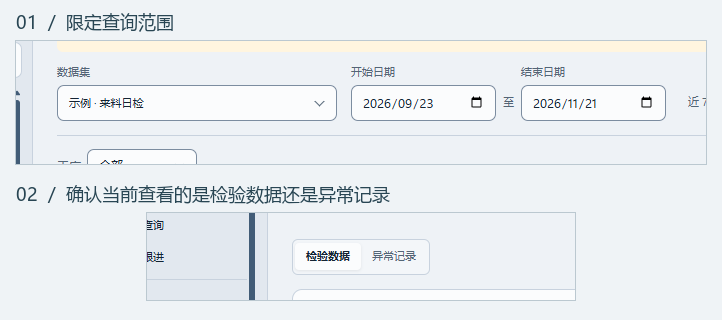 01 / 限定查询范围
数据集 开始日期 结束日期
示例 · 来料日检 2026/09/23 至 2026/11/21 近 7
全部
02 / 确认当前查看的是检验数据还是异常记录
查询
跟进
检验数据 异常记录